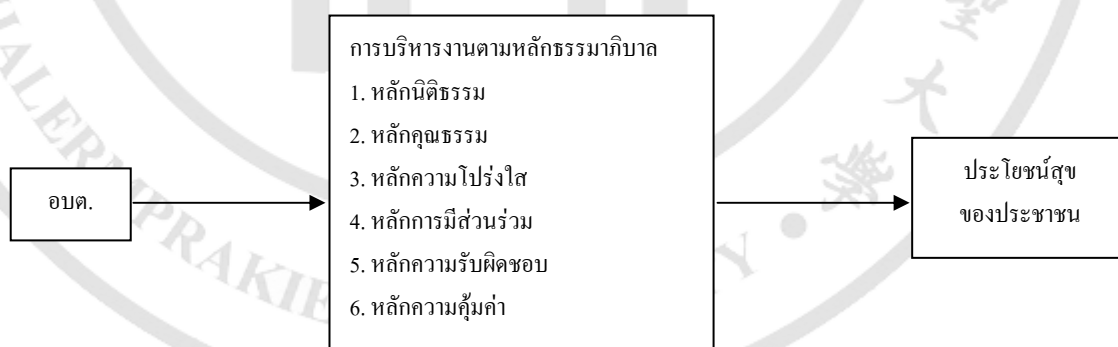 อบต.
การบริหารงานตามหลักธรรมาภิบาล
1. หลักนิติธรรม
2. หลักคุณธรรม
3. หลักความโปร่งใส
4. หลักการมีส่วนร่วม
5. หลักความรับผิดชอบ
6. หลักความคุ้มค่า
ประโยชน์สุข
ของประชาชน